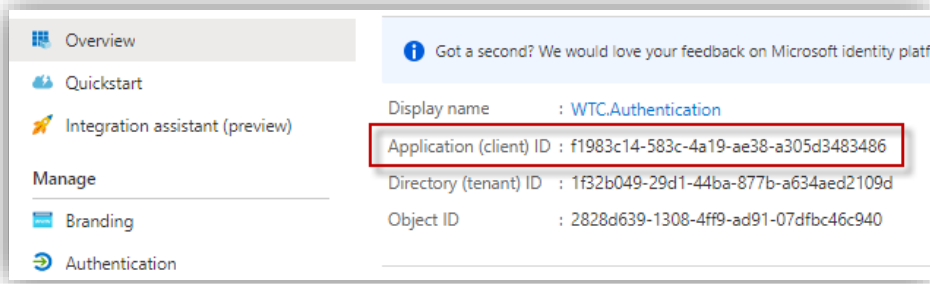 Overview
Quickstart
Integration assistant (preview)
Manage
Branding
Authentication
Got a second? We would love your feedback on Microsoft identity platf
Display name : WTC.Authentication
Application (client) ID : f1983c14-583c-4a19-ae38-a305d3483486
Directory (tenant) ID : 1f32b049-29d1-44ba-877b-a634aed2109d
Object ID : 2828d639-1308-4ff9-ad91-07dfbc46c940